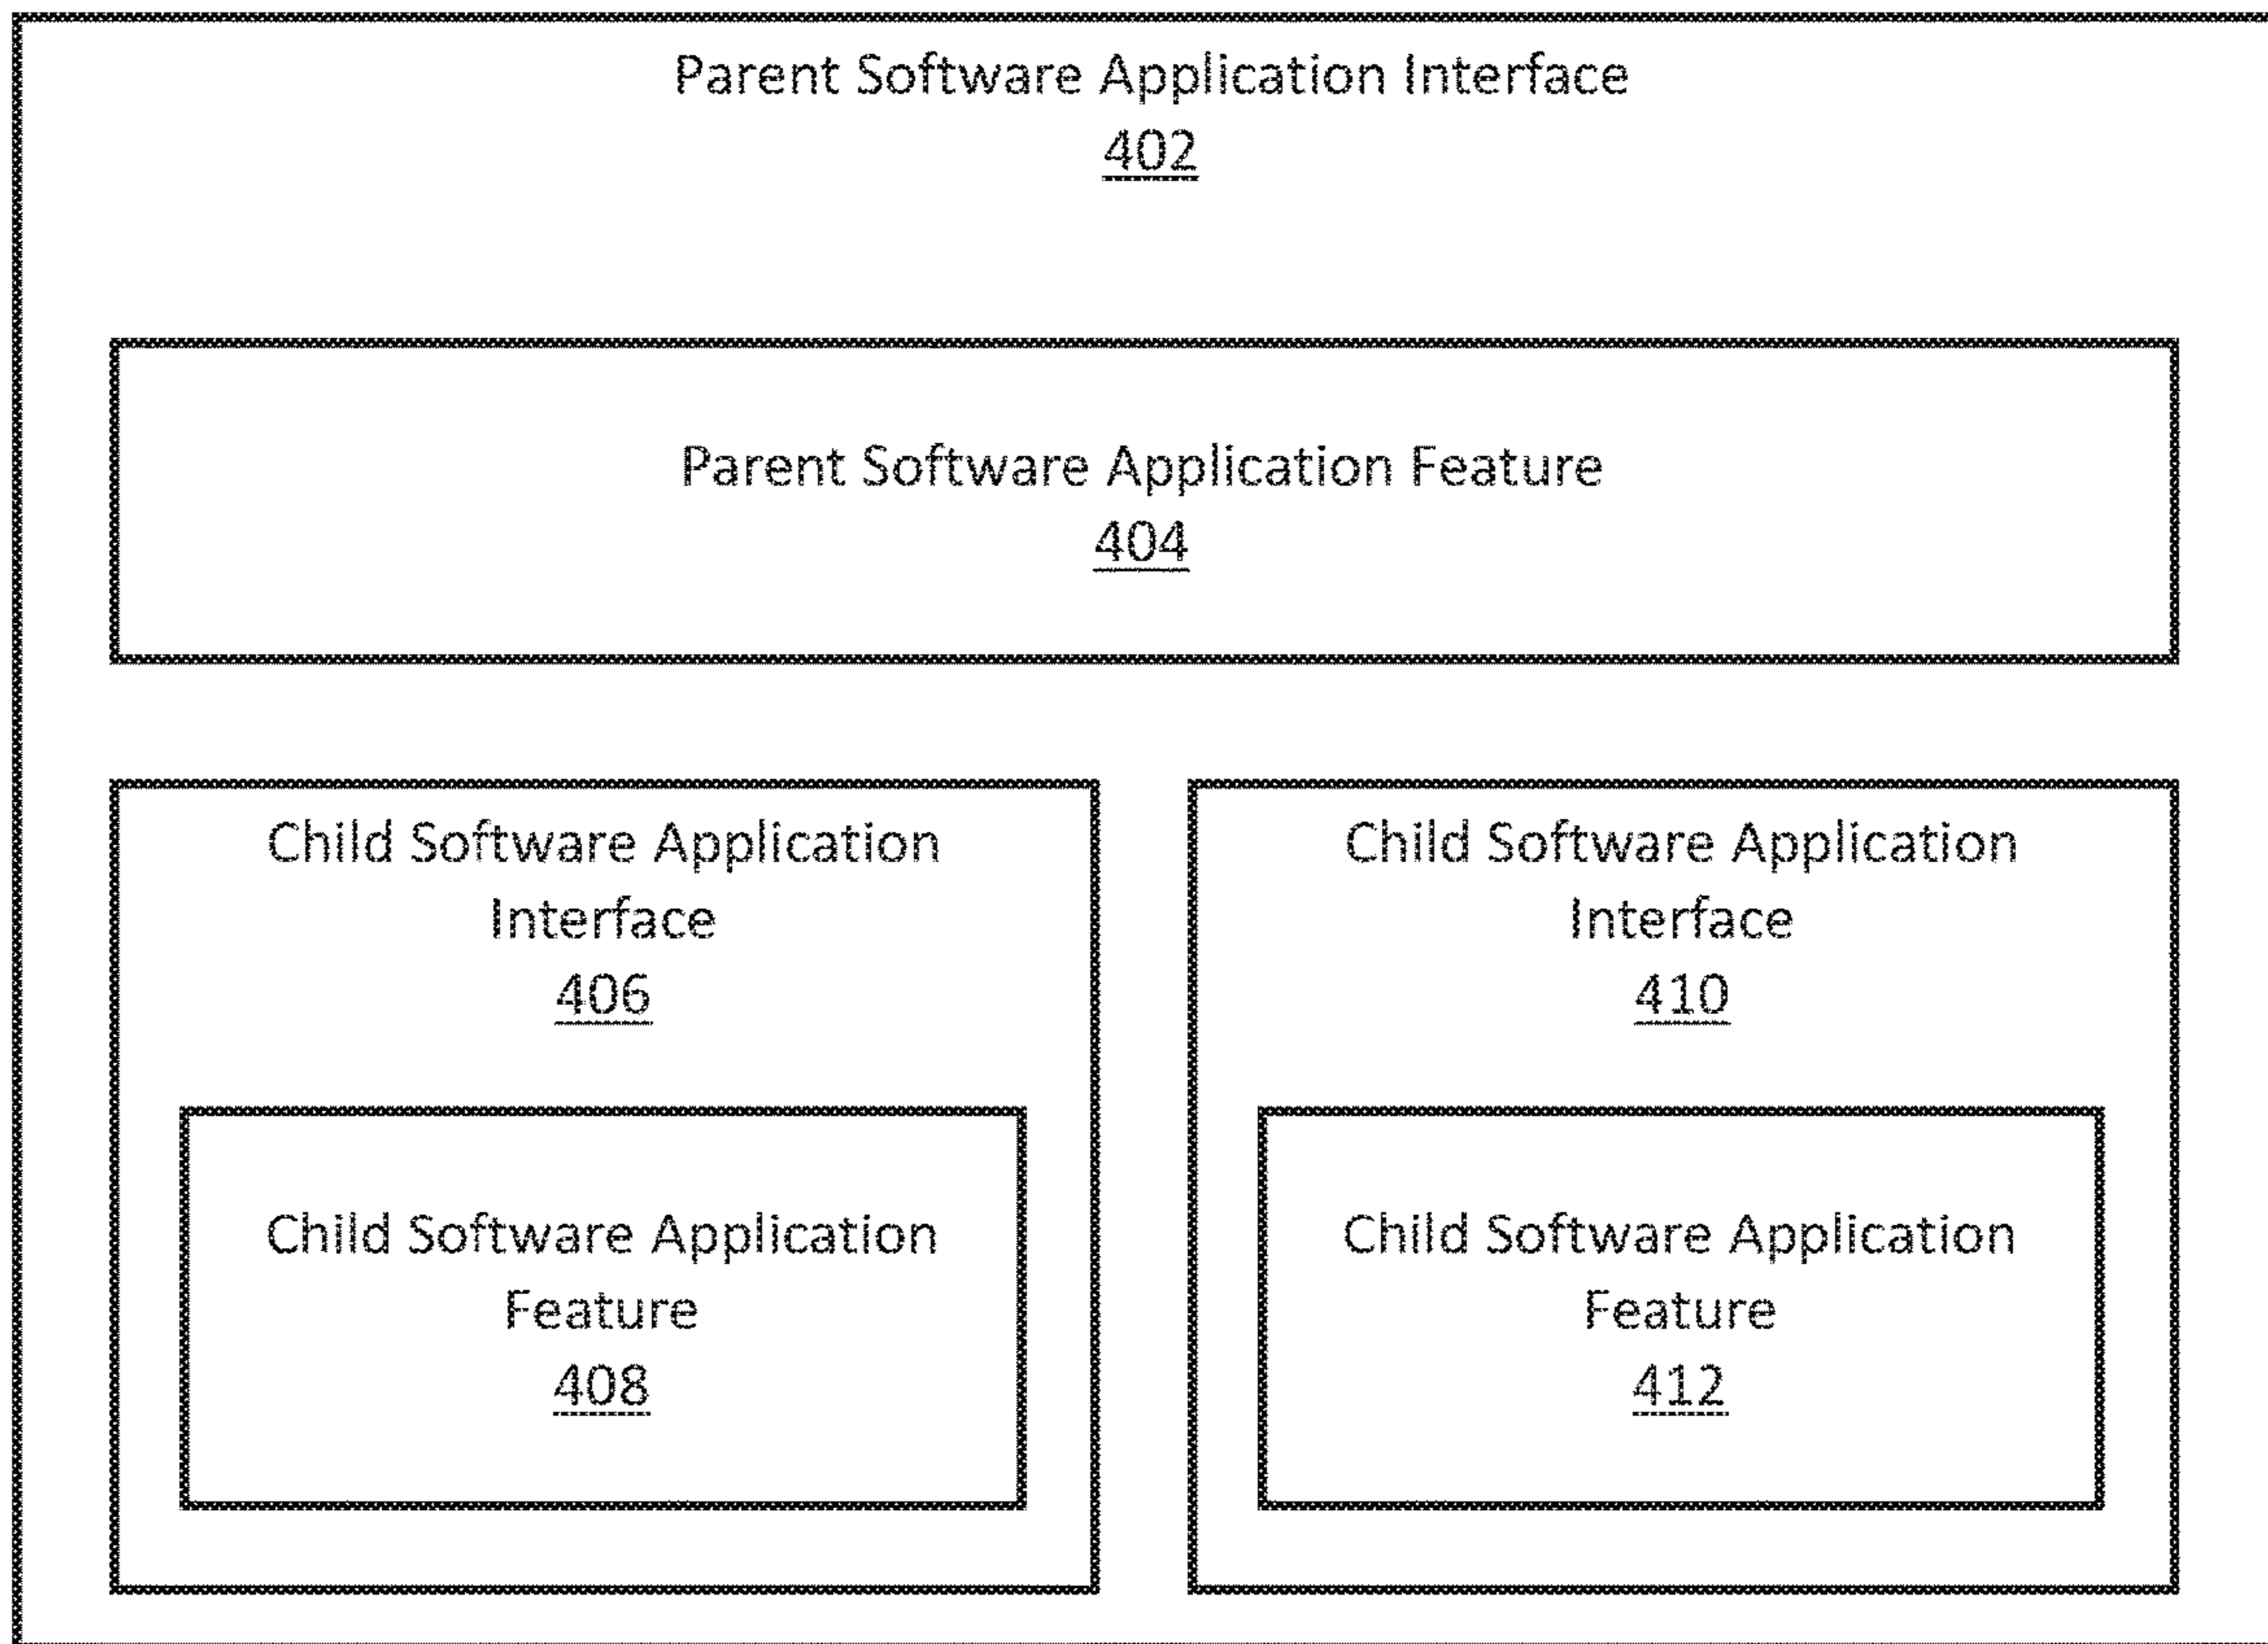 Parent Software Application Interface
402
Parent Software Application Feature
404
Child Software Application
Interface
406
Child Software Application
Feature
408
Child Software Application
Interface
410
Child Software Application
Feature
412